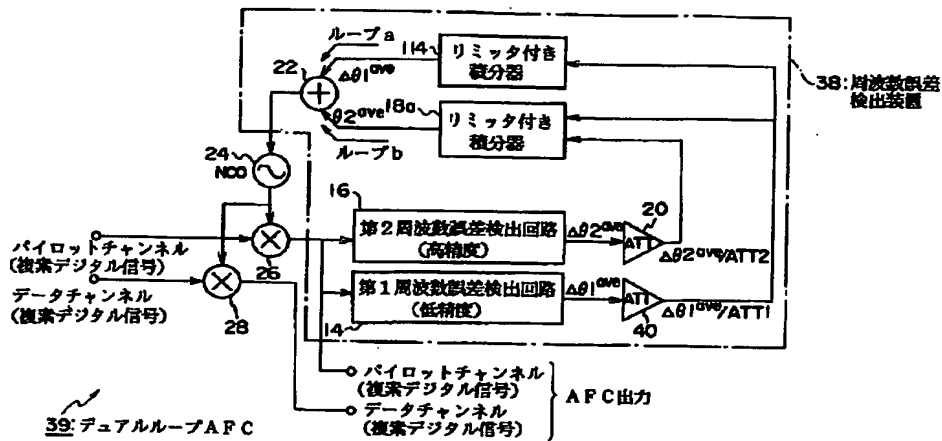 ループa
114
リミッタ付き
積分器
22
Δθ1ave
38:周波数誤差
検出装置
θ2ave
18a
リミッタ付き
積分器
ループb
24
NCO
16
第2周波数誤差検出回路
(高精度)
Δθ2ave
20
ATT
Δθ2ave/ATT2
パイロットチャンネル
(複素デジタル信号)
26
データチャンネル
(複素デジタル信号)
28
第1周波数誤差検出回路
(低精度)
14
Δθ1ave
ATT
40
Δθ1ave/ATT1
パイロットチャンネル
(複素デジタル信号)
データチャンネル
(複素デジタル信号)
AFC出力
39:デュアルループAFC